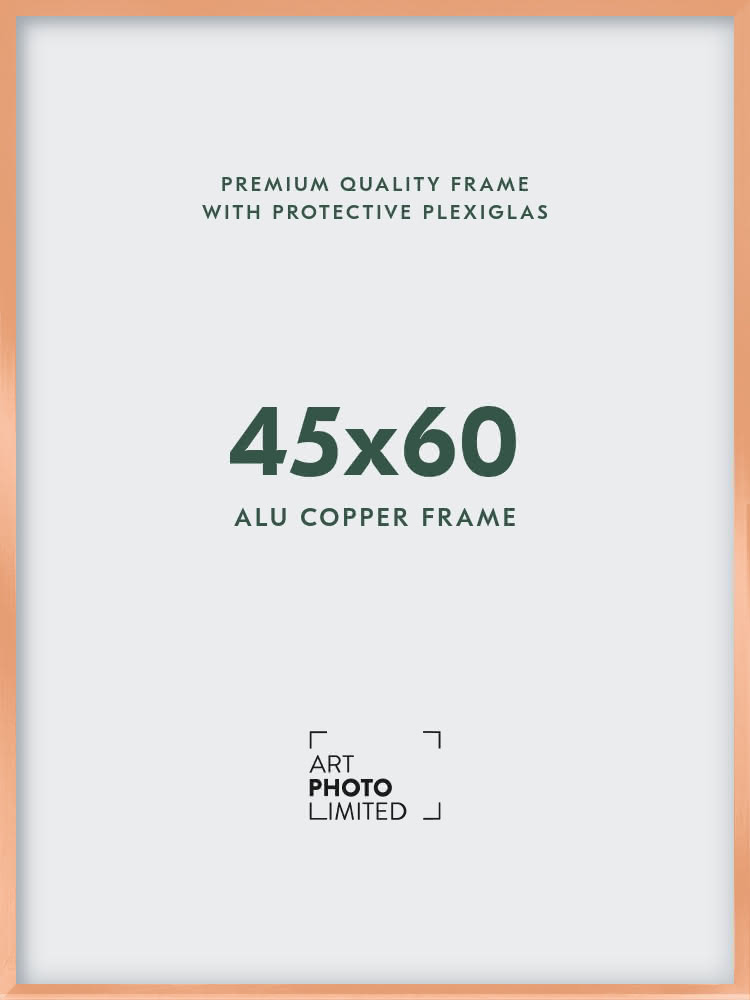 PREMIUM QUALITY FRAME
WITH PROTECTIVE PLEXIGLAS
45x60
ALU COPPER FRAME
ART
PHOTO
LIMITED